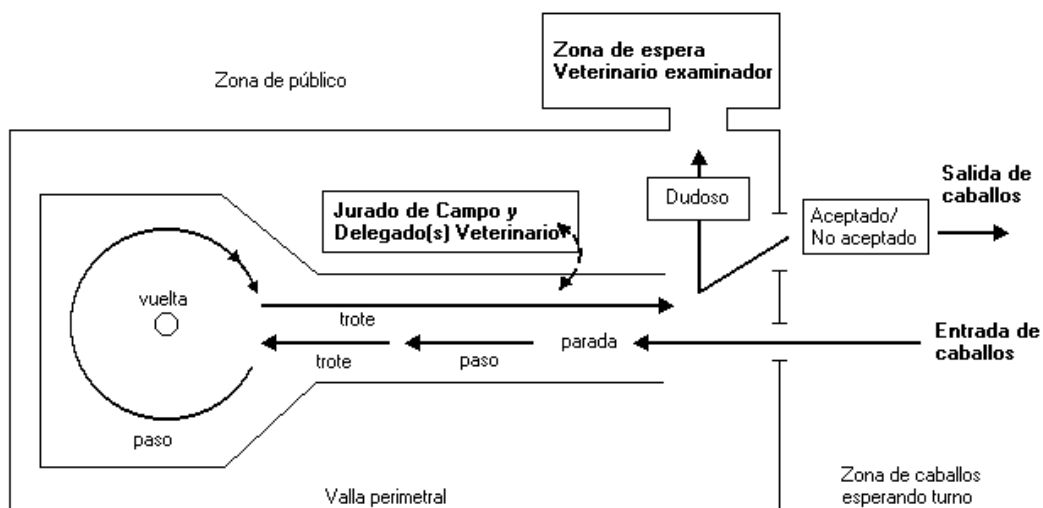 Zona de espera
Veterinario examinador
Zona de público
Salida de
caballos
Dudoso
Jurado de Campo y
Delegado(s) Veterinario
Aceptado/
No aceptado
vuelta
trote
Entrada de
caballos
parada
paso
trote
paso
Zona de caballos
esperando turno
Valla perimetral